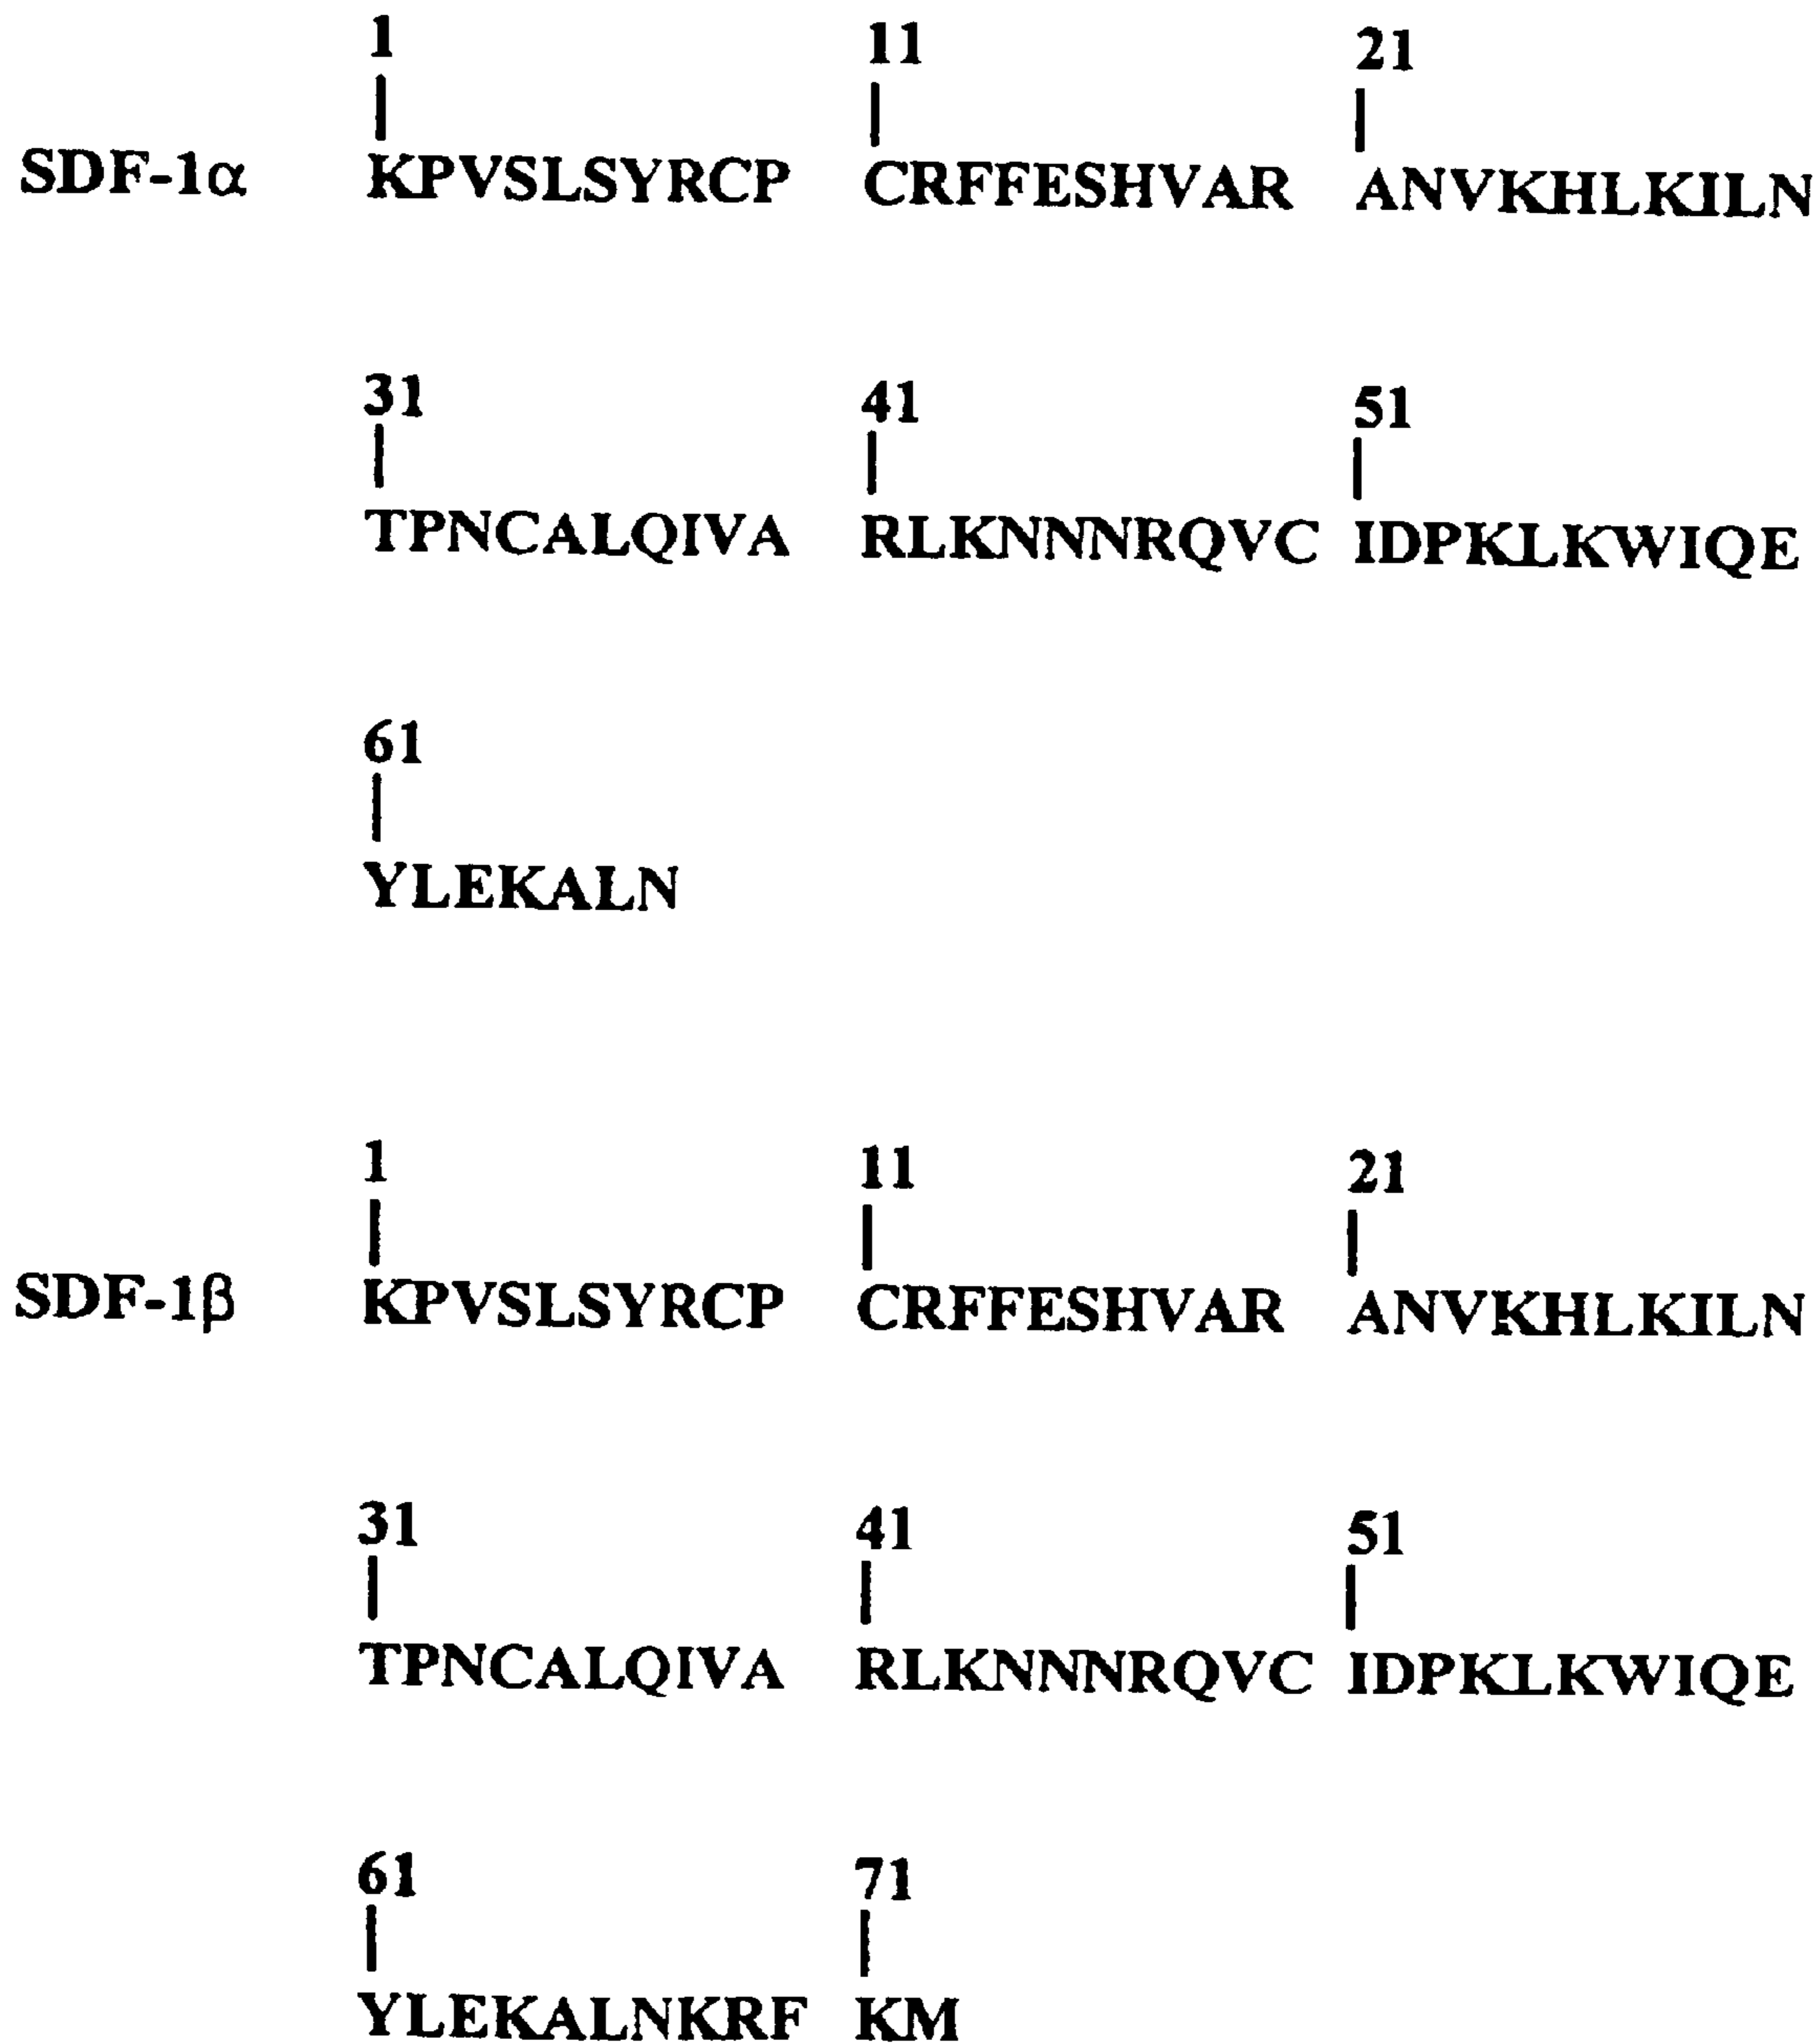 1 11 21
SDF-1α KPVSLSYRCP CRFFESHVAR ANVKHLKILN
31 41 51
TPNCALQIVA RLKNNNRQVC IDPKLKWIQE
61
YLEKALN
1 11 21
SDF-1β KPVSLSYRCP CRFFESHVAR ANVKHLKILN
31 41 51
TPNCALQIVA RLKNNNRQVC IDPKLKWIQE
61 71
YLEKALNKRF KM